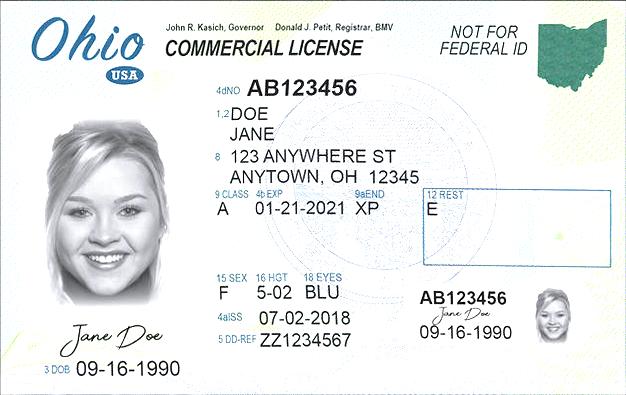 Ohio
USA
John R. Kasich, Governor Donald J. Petit, Registrar, BMV
COMMERCIAL LICENSE
NOT FOR
FEDERAL ID
4dNO AB123456
1,2 DOE
JANE
8 123 ANYWHERE ST
ANYTOWN, OH 12345
9 CLASS 4b EXP 9aEND 12 REST
A 01-21-2021 XP E
15 SEX 16 HGT 18 EYES
F 5-02 BLU
4aISS 07-02-2018
5 DD-REF ZZ1234567
Jane Doe
3 DOB 09-16-1990
AB123456
Jane Doe
09-16-1990